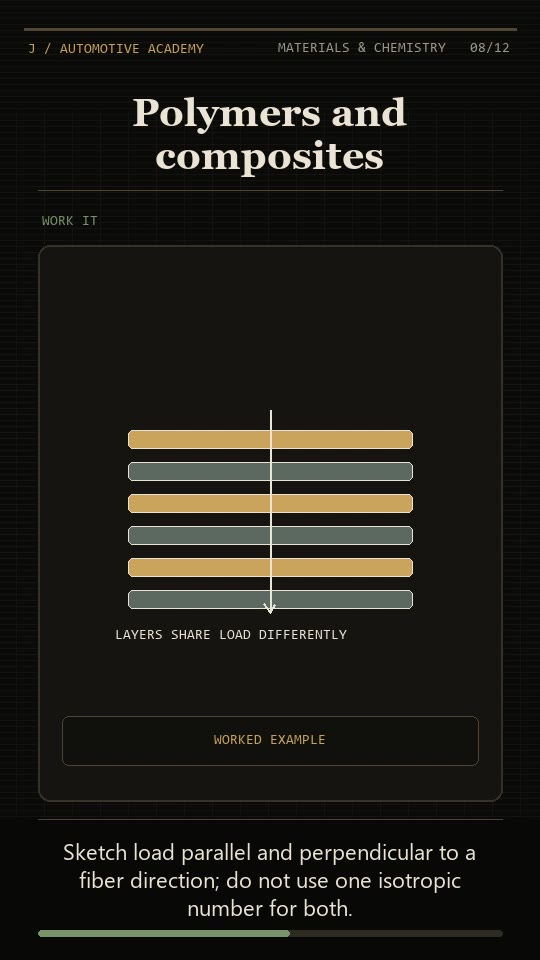 J / AUTOMOTIVE ACADEMY
MATERIALS & CHEMISTRY 08/12
Polymers and
composites
WORK IT
LAYERS SHARE LOAD DIFFERENTLY
WORKED EXAMPLE
Sketch load parallel and perpendicular to a
fiber direction; do not use one isotropic
number for both.